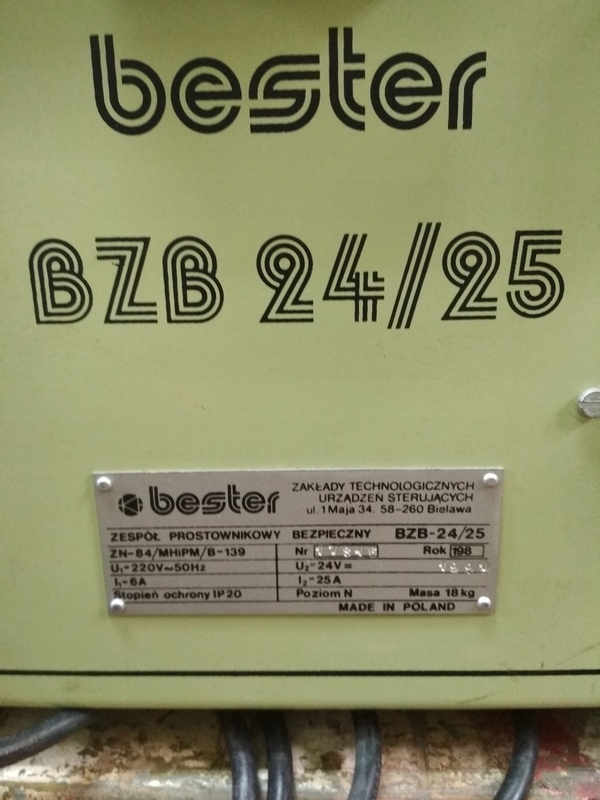 bester
BZB 24/25
bester
ZAKŁADY TECHNOLOGICZNYCH
URZĄDZEŃ STERUJĄCYCH
ul. 1 Maja 34. 58-260 Bielawa
ZESPÓŁ PROSTOWNIKOWY BEZPIECZNY BZB-24/25
ZN-84/MHiPM/B-139 Nr Rok 198
U₁-220V~50Hz U₂-24V=
I₁-6A I₂-25A
Stopień ochrony IP20 Poziom N Masa 18kg
MADE IN POLAND